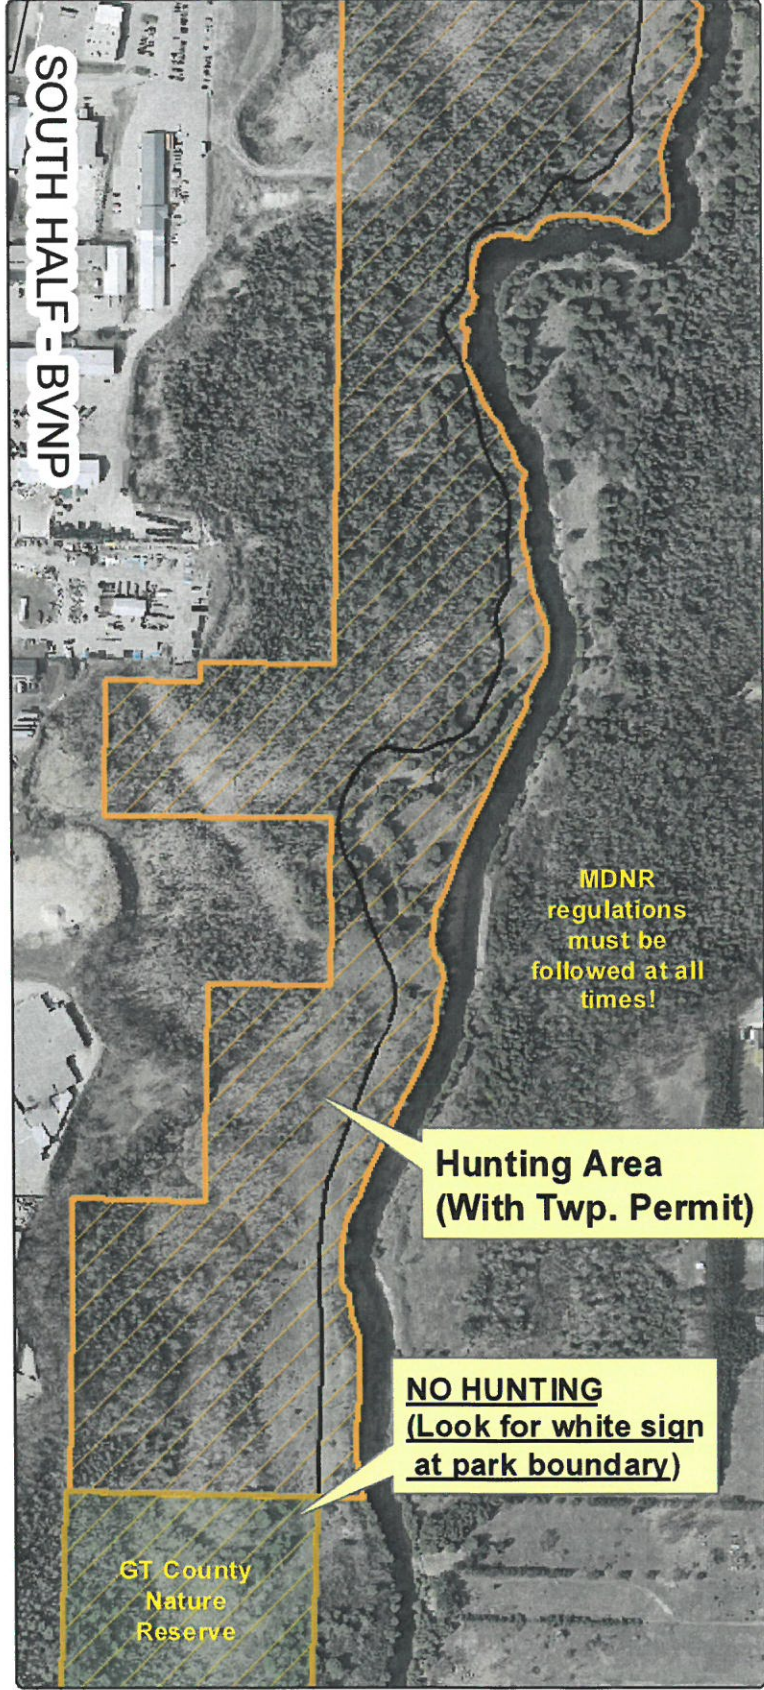 SOUTH HALF - BVNP
MDNR
regulations
must be
followed at all
times!
Hunting Area
(With Twp. Permit)
NO HUNTING
(Look for white sign
at park boundary)
GT County
Nature
Reserve